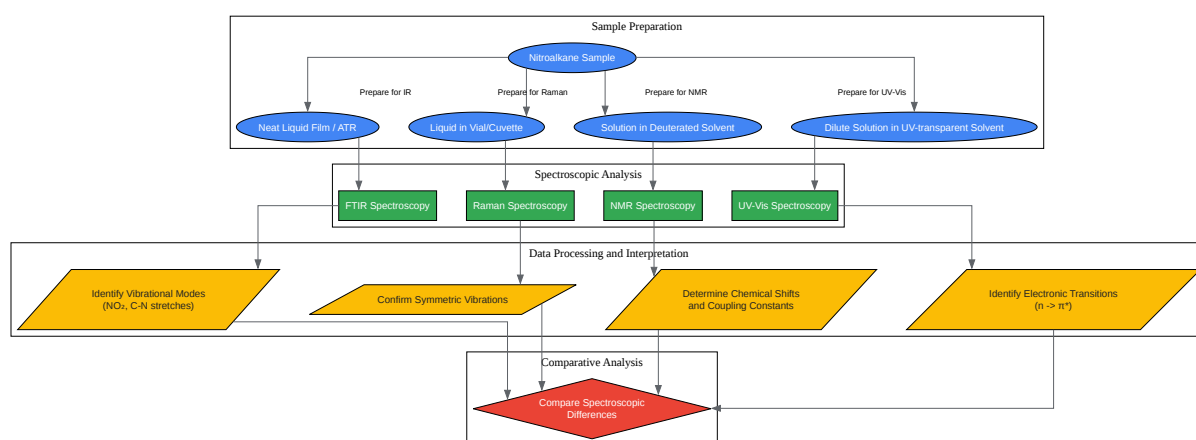 Sample Preparation
Nitroalkane Sample
Prepare for IR
Prepare for Raman
Prepare for NMR
Prepare for UV-Vis
Neat Liquid Film / ATR
Liquid in Vial/Cuvette
Solution in Deuterated Solvent
Dilute Solution in UV-transparent Solvent
Spectroscopic Analysis
FTIR Spectroscopy
Raman Spectroscopy
NMR Spectroscopy
UV-Vis Spectroscopy
Data Processing and Interpretation
Identify Vibrational Modes
(NO₂, C-N stretches)
Confirm Symmetric Vibrations
Determine Chemical Shifts
and Coupling Constants
Identify Electronic Transitions
(n -> π*)
Comparative Analysis
Compare Spectroscopic
Differences